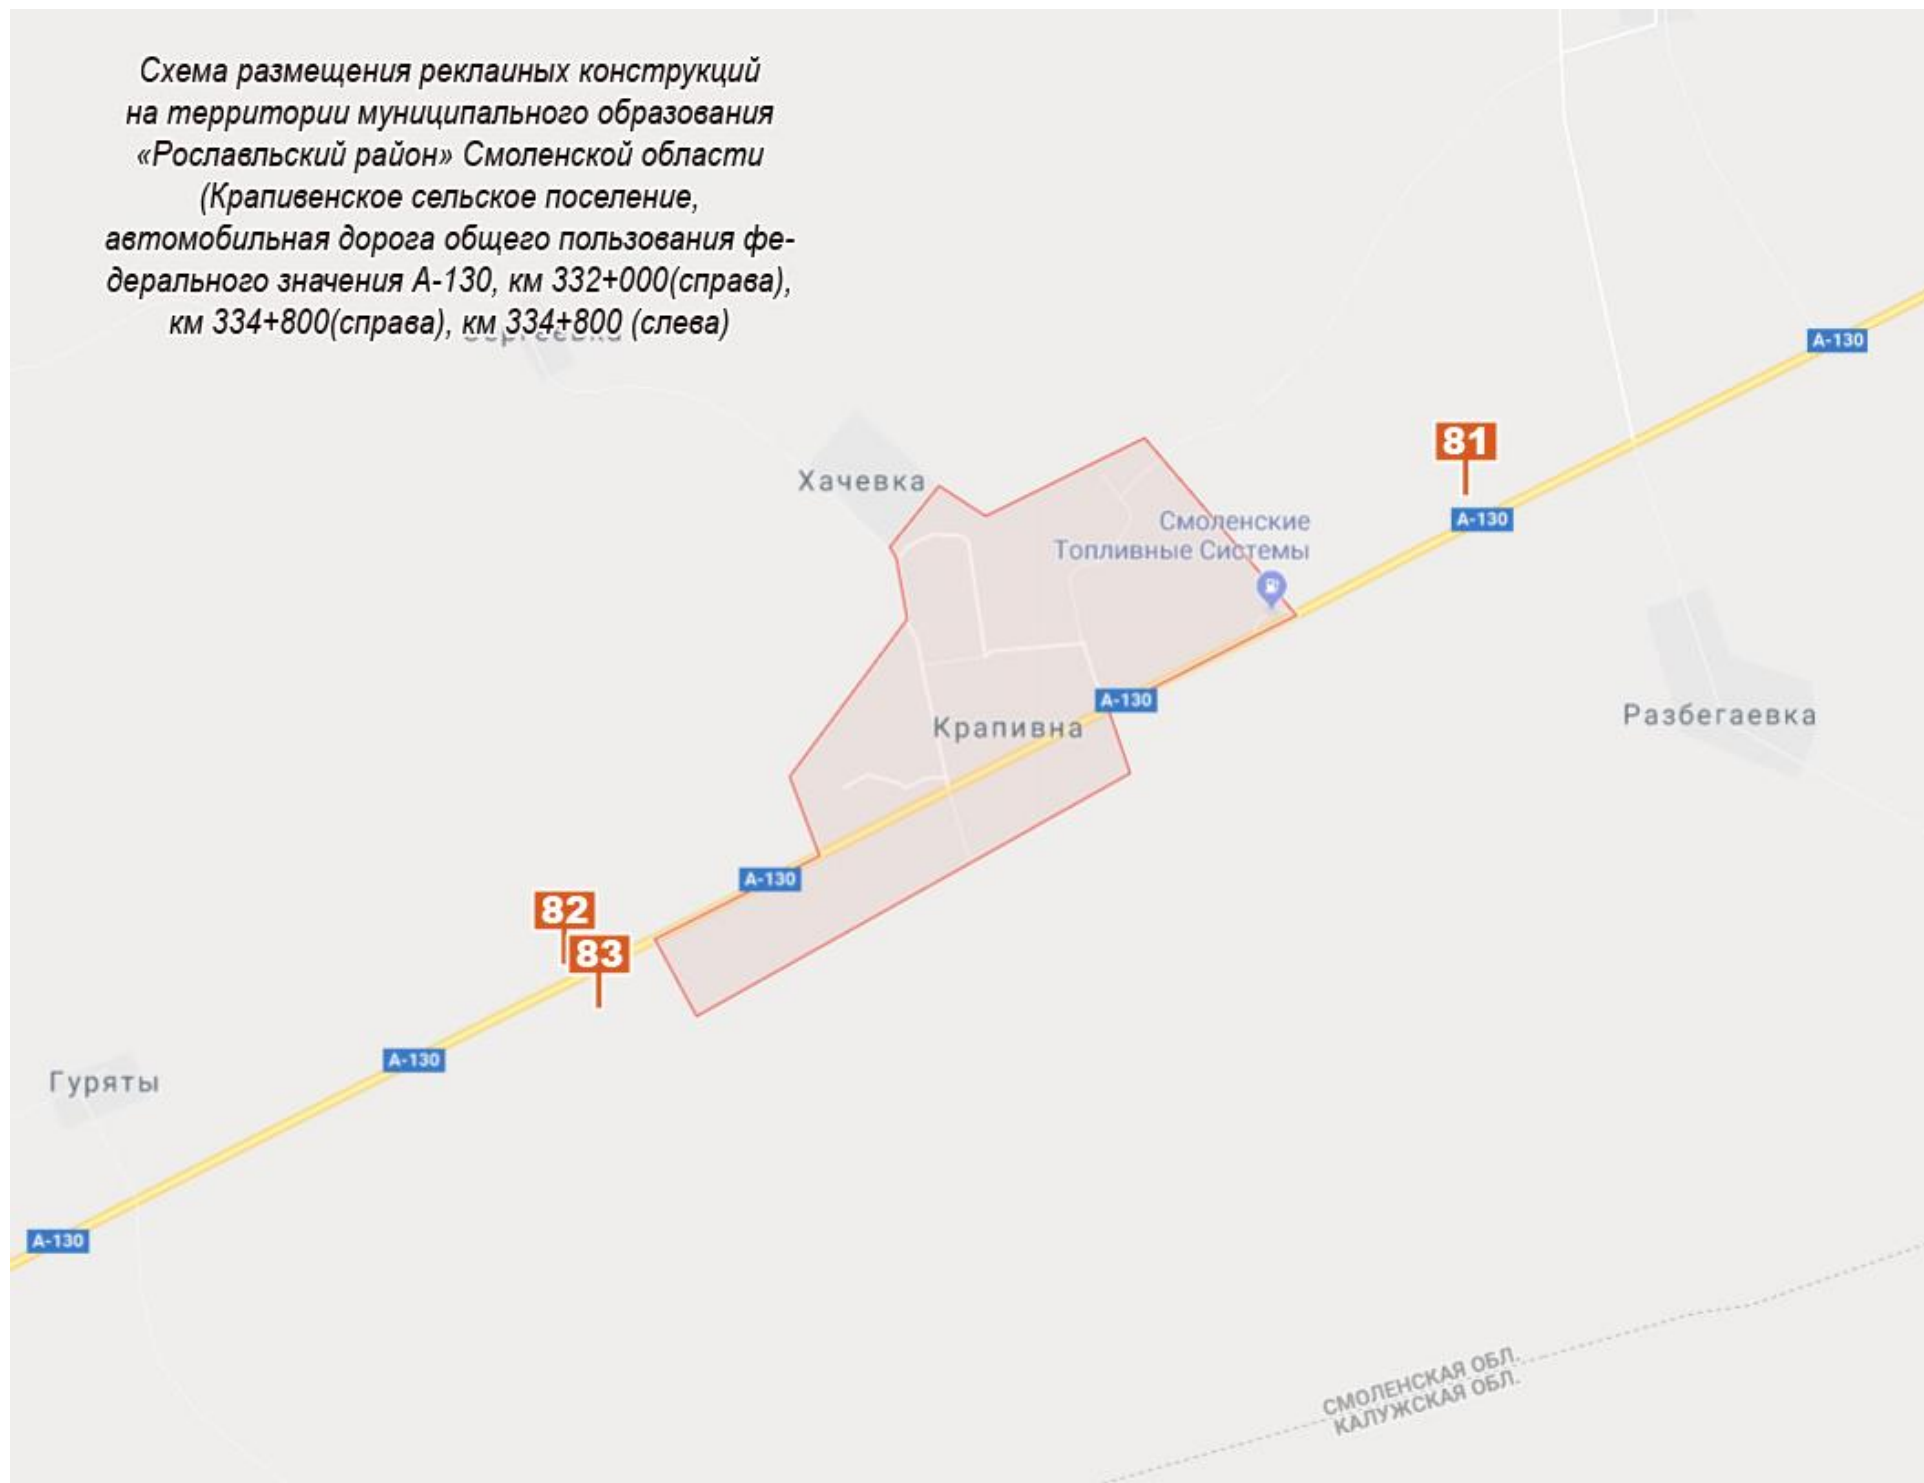 Схема размещения реклаиных конструкций
на территории муниципального образования
«Рославльский район» Смоленской области
(Крапивенское сельское поселение,
автомобильная дорога общего пользования фе-
дерального значения А-130, км 332+000(справа),
км 334+800(справа), км 334+800 (слева)
А-130
81
Хачевка
А-130
Смоленские
Топливные Системы
А-130
Разбегаевка
Крапивна
А-130
82
83
А-130
Гуряты
А-130
СМОЛЕНСКАЯ ОБЛ.
КАЛУЖСКАЯ ОБЛ.